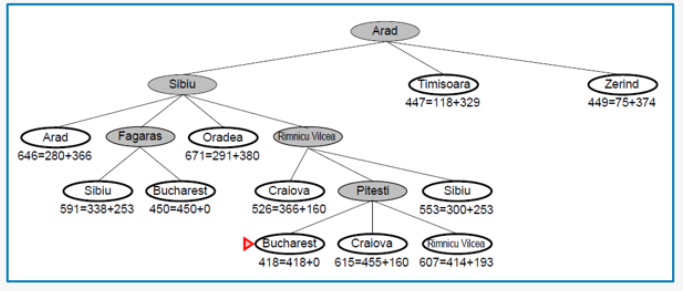 Arad
Sibiu
Timisoara
Zerind
447=118+329
449=75+374
Arad
Fagaras
Oradea
Rimnicu Vilcea
646=280+366
671=291+380
Sibiu
Bucharest
Craiova
Pitesti
Sibiu
591=338+253
450=450+0
526=366+160
553=300+253
Bucharest
Craiova
Rimnicu Vilcea
418=418+0
615=455+160
607=414+193